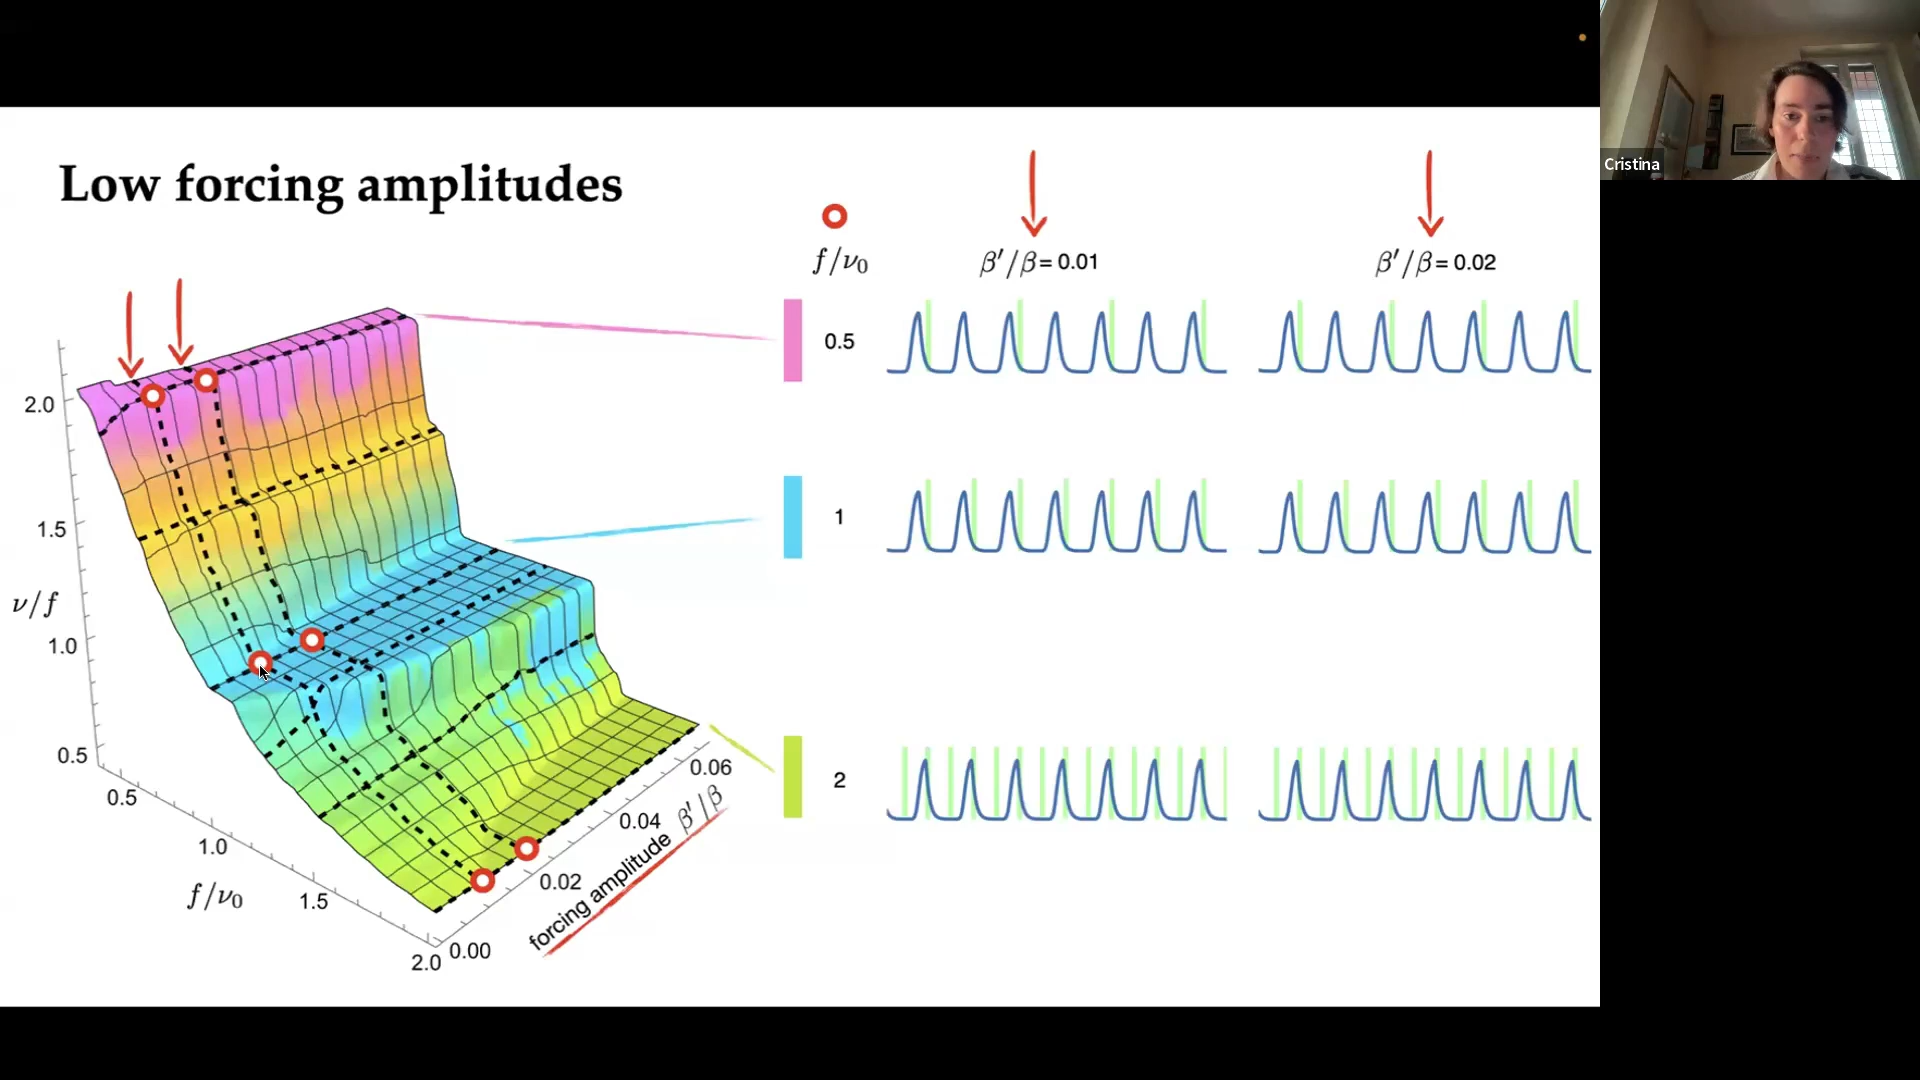 Low forcing amplitudes
f/ν₀
β′/β = 0.01
β′/β = 0.02
0.5
1
2
2.0
1.5
1.0
0.5
ν/f
0.5
1.0
1.5
2.0
f/ν₀
0.00
0.02
0.04
0.06
forcing amplitude β′/β
Cristina